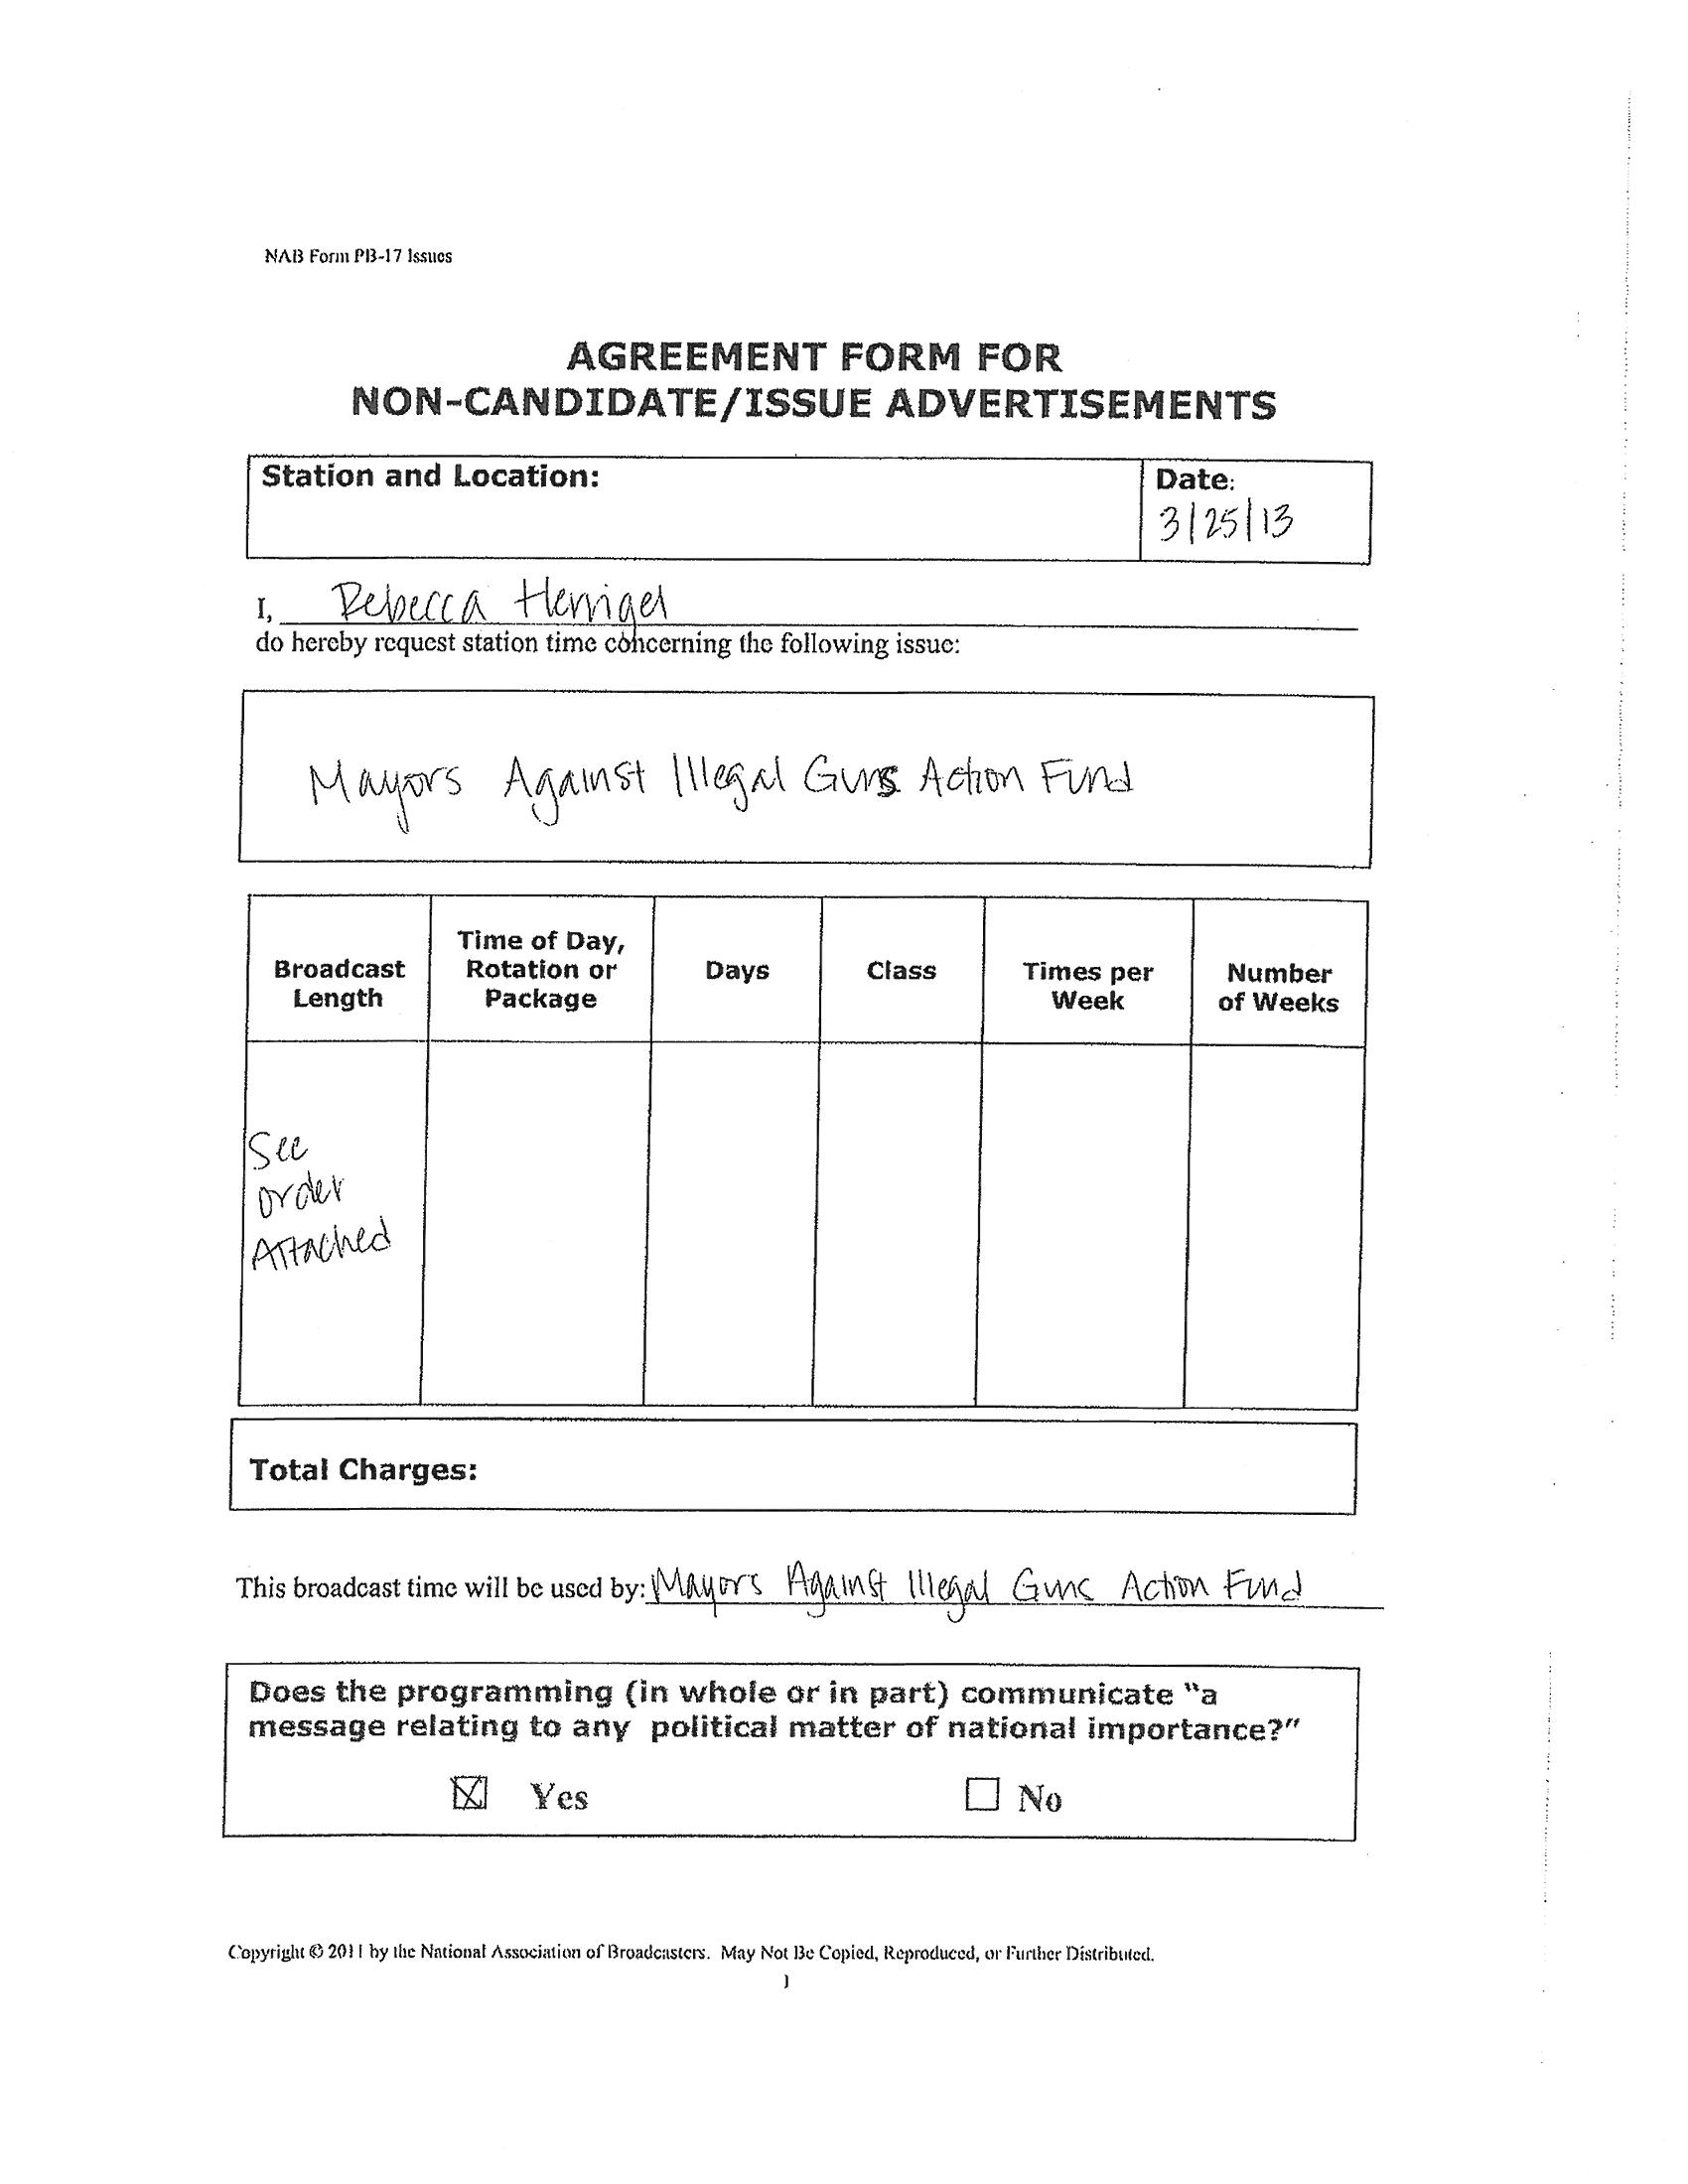 NAB Form PB-17 Issues
AGREEMENT FORM FOR
NON-CANDIDATE/ISSUE ADVERTISEMENTS
Station and Location:
Date:
3/25/13
I, Rebecca Herrigel
do hereby request station time concerning the following issue:
Mayors Against Illegal Guns Action Fund
Broadcast Length
Time of Day, Rotation or Package
Days
Class
Times per Week
Number of Weeks
See
order
Attached
Total Charges:
This broadcast time will be used by: Mayors Against Illegal Guns Action Fund
Does the programming (in whole or in part) communicate "a
message relating to any political matter of national importance?"
☒ Yes ☐ No
Copyright © 2011 by the National Association of Broadcasters. May Not Be Copied, Reproduced, or Further Distributed.
1